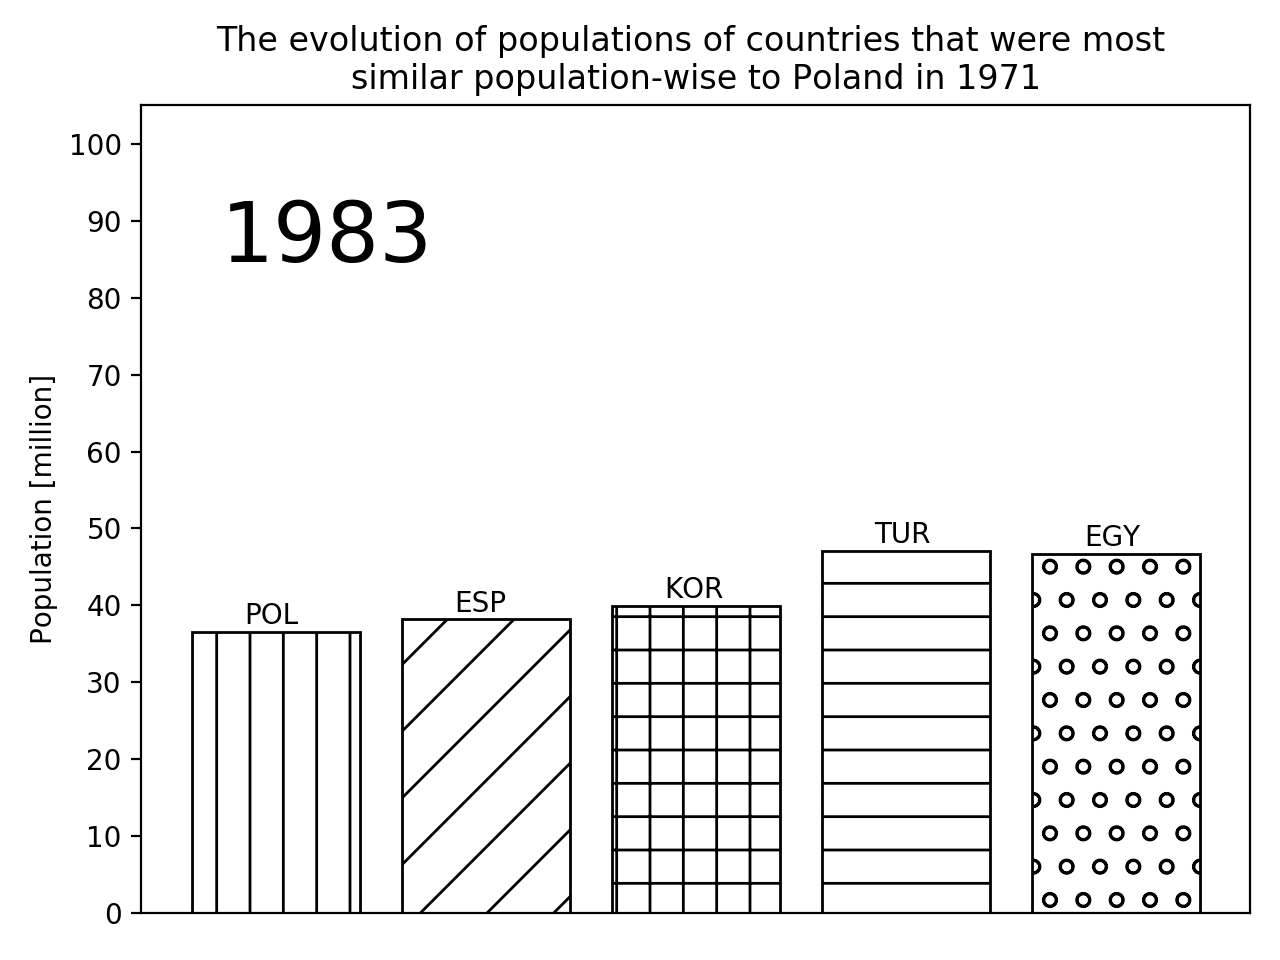 The evolution of populations of countries that were most
similar population-wise to Poland in 1971
1983
Population [million]
100
90
80
70
60
50
40
30
20
10
0
POL
ESP
KOR
TUR
EGY